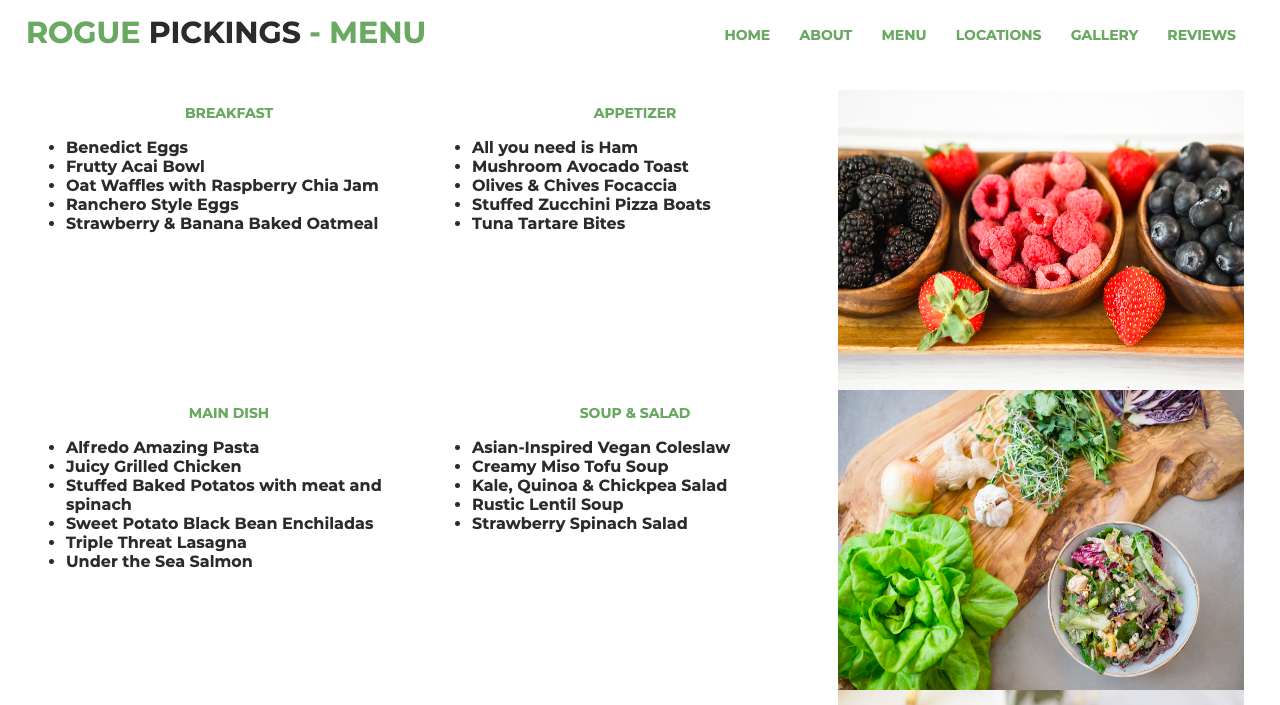 ROGUE PICKINGS - MENU
HOME ABOUT MENU LOCATIONS GALLERY REVIEWS
BREAKFAST
Benedict Eggs
Frutty Acai Bowl
Oat Waffles with Raspberry Chia Jam
Ranchero Style Eggs
Strawberry & Banana Baked Oatmeal
APPETIZER
All you need is Ham
Mushroom Avocado Toast
Olives & Chives Focaccia
Stuffed Zucchini Pizza Boats
Tuna Tartare Bites
MAIN DISH
Alfredo Amazing Pasta
Juicy Grilled Chicken
Stuffed Baked Potatos with meat and
spinach
Sweet Potato Black Bean Enchiladas
Triple Threat Lasagna
Under the Sea Salmon
SOUP & SALAD
Asian-Inspired Vegan Coleslaw
Creamy Miso Tofu Soup
Kale, Quinoa & Chickpea Salad
Rustic Lentil Soup
Strawberry Spinach Salad